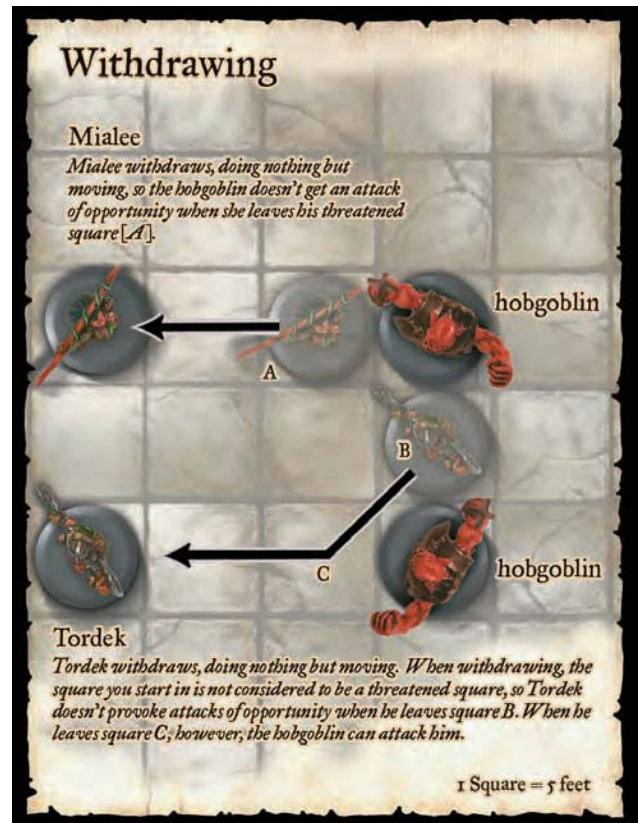 Withdrawing
Mialee
Mialee withdraws, doing nothing but
moving, so the hobgoblin doesn't get an attack
of opportunity when she leaves his threatened
square [A].
hobgoblin
A
B
C
hobgoblin
Tordek
Tordek withdraws, doing nothing but moving. When withdrawing, the
square you start in is not considered to be a threatened square, so Tordek
doesn't provoke attacks of opportunity when he leaves square B. When he
leaves square C, however, the hobgoblin can attack him.
1 Square = 5 feet